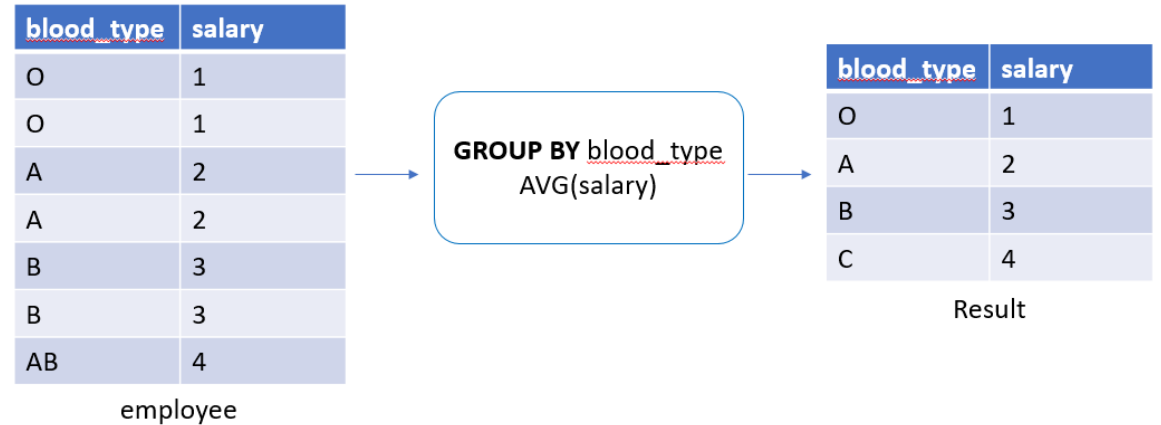 blood_type salary
O 1
O 1
A 2
A 2
B 3
B 3
AB 4
employee
GROUP BY blood_type
AVG(salary)
blood_type salary
O 1
A 2
B 3
C 4
Result